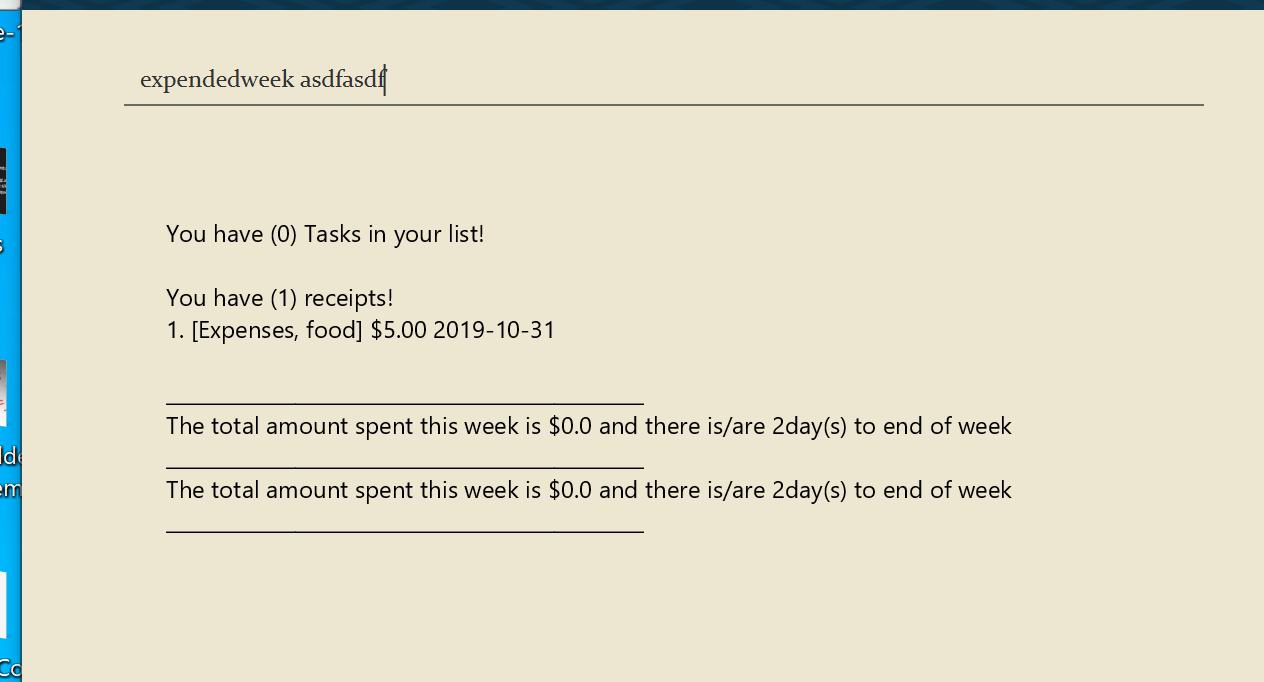 expendedweek asdfasdf
You have (0) Tasks in your list!
You have (1) receipts!
1. [Expenses, food] $5.00 2019-10-31
The total amount spent this week is $0.0 and there is/are 2day(s) to end of week
The total amount spent this week is $0.0 and there is/are 2day(s) to end of week